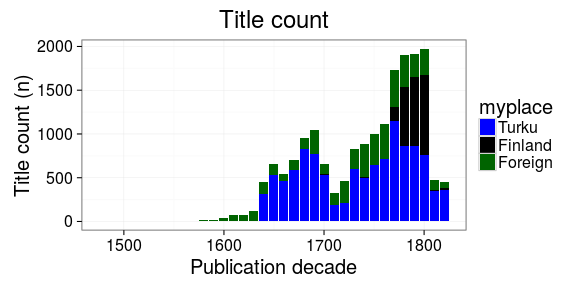 Title count
Title count (n)
2000
1500
1000
500
0
1500
1600
1700
1800
Publication decade
myplace
Turku
Finland
Foreign